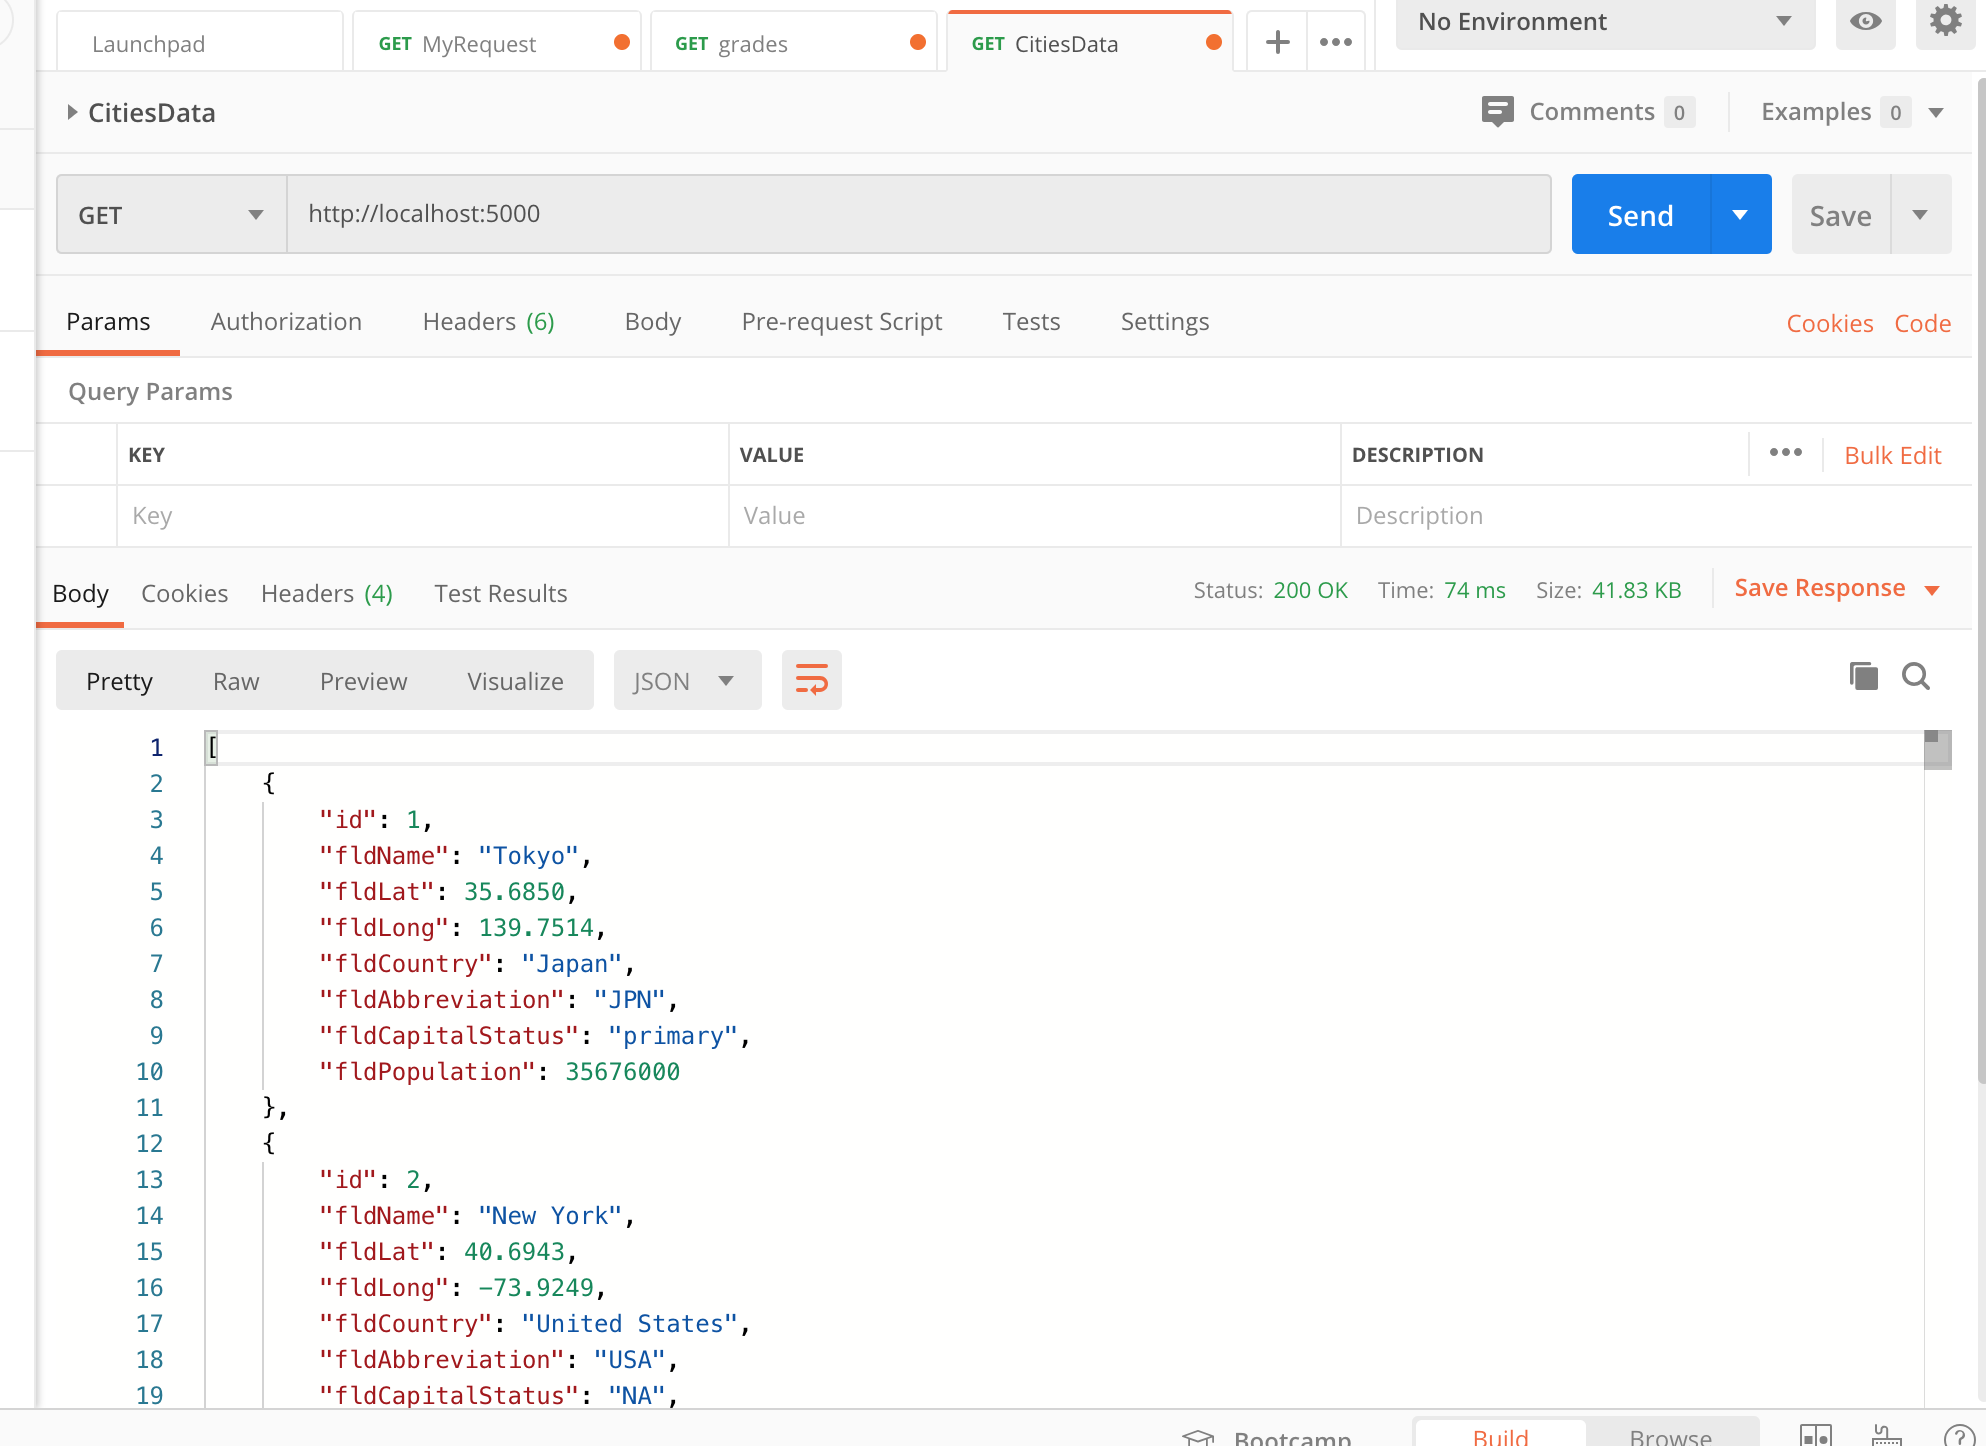 Launchpad GET MyRequest GET grades GET CitiesData No Environment
CitiesData Comments 0 Examples 0
GET http://localhost:5000 Send Save
Params Authorization Headers (6) Body Pre-request Script Tests Settings Cookies Code
Query Params
KEY VALUE DESCRIPTION Bulk Edit
Key Value Description
Body Cookies Headers (4) Test Results Status: 200 OK Time: 74 ms Size: 41.83 KB Save Response
Pretty Raw Preview Visualize JSON
1 [
2 {
3 "id": 1,
4 "fldName": "Tokyo",
5 "fldLat": 35.6850,
6 "fldLong": 139.7514,
7 "fldCountry": "Japan",
8 "fldAbbreviation": "JPN",
9 "fldCapitalStatus": "primary",
10 "fldPopulation": 35676000
11 },
12 {
13 "id": 2,
14 "fldName": "New York",
15 "fldLat": 40.6943,
16 "fldLong": -73.9249,
17 "fldCountry": "United States",
18 "fldAbbreviation": "USA",
19 "fldCapitalStatus": "NA",
Bootcamp Build Browse